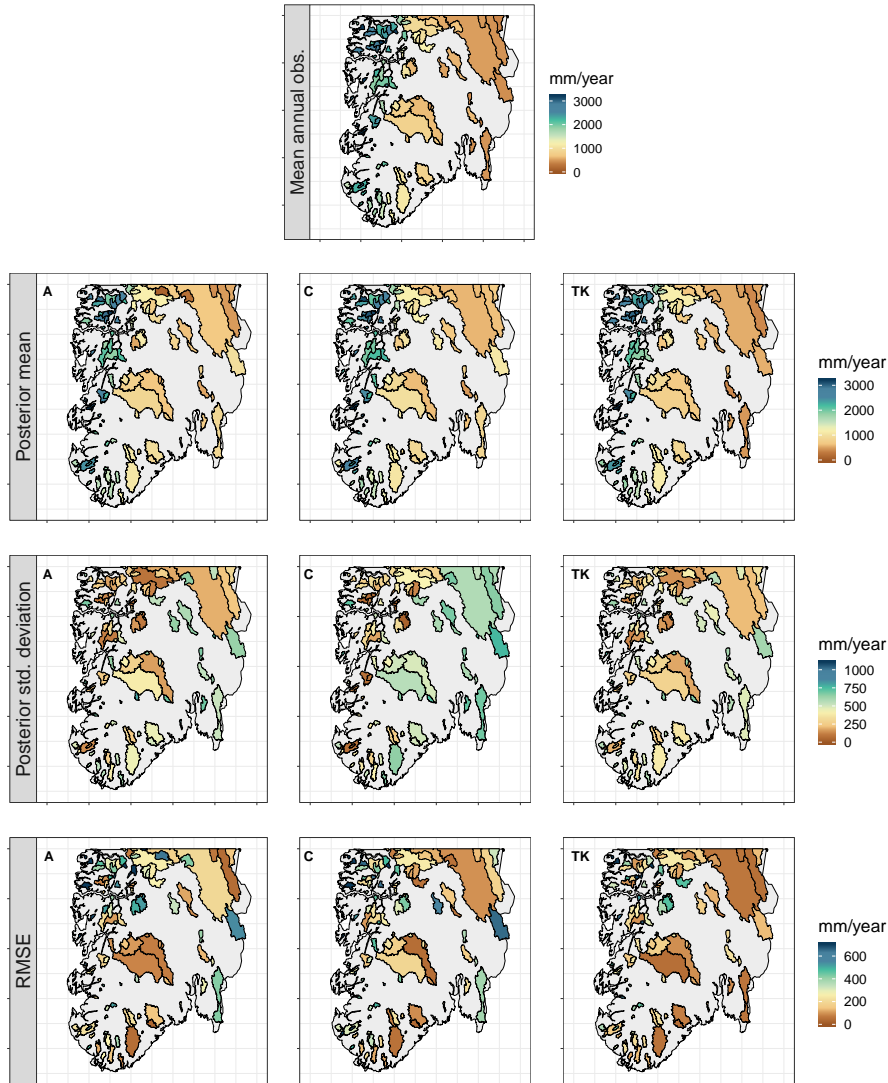 Mean annual obs.
mm/year
3000
2000
1000
0
Posterior mean
A
C
TK
mm/year
3000
2000
1000
0
Posterior std. deviation
A
C
TK
mm/year
1000
750
500
250
0
RMSE
A
C
TK
mm/year
600
400
200
0